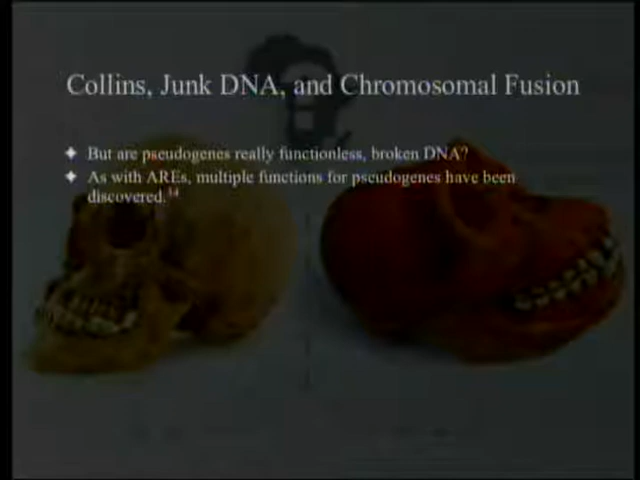 Collins, Junk DNA, and Chromosomal Fusion
But are pseudogenes really functionless, broken DNA?
As with AREs, multiple functions for pseudogenes have been
discovered.14